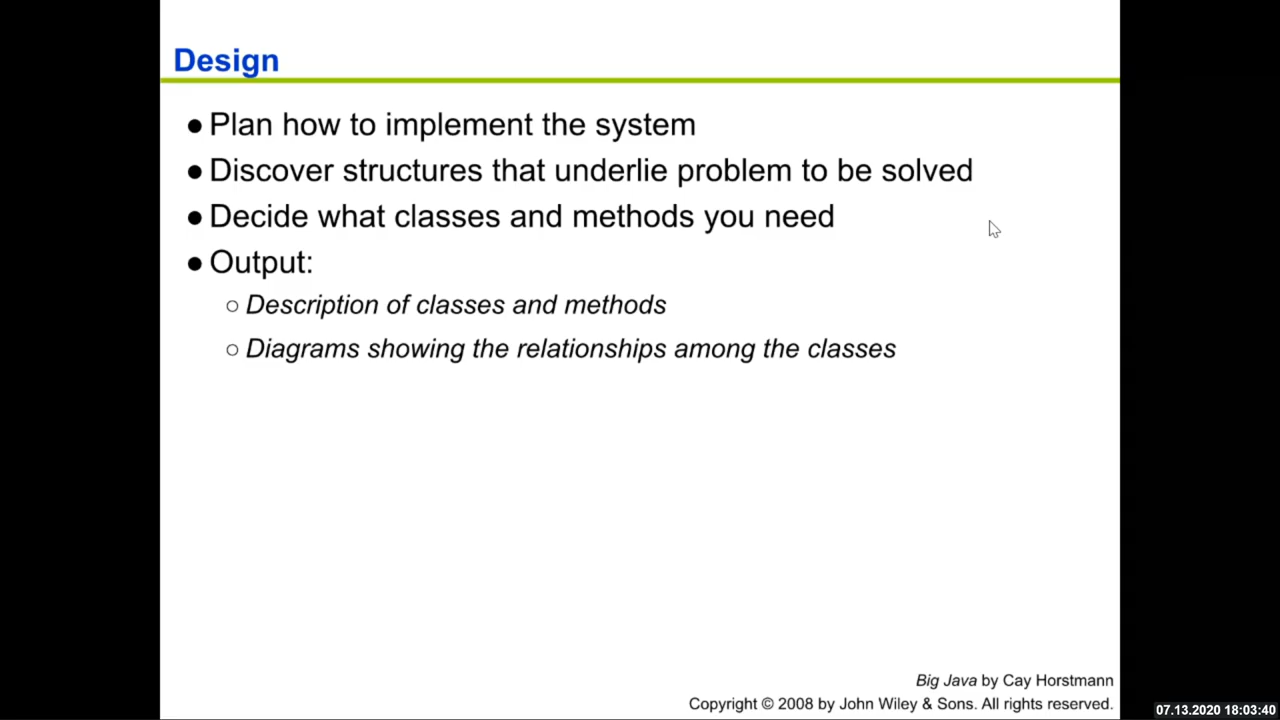 Design
● Plan how to implement the system
● Discover structures that underlie problem to be solved
● Decide what classes and methods you need
● Output:
○ Description of classes and methods
○ Diagrams showing the relationships among the classes
Big Java by Cay Horstmann
Copyright © 2008 by John Wiley & Sons. All rights reserved.
07.13.2020 18:03:40